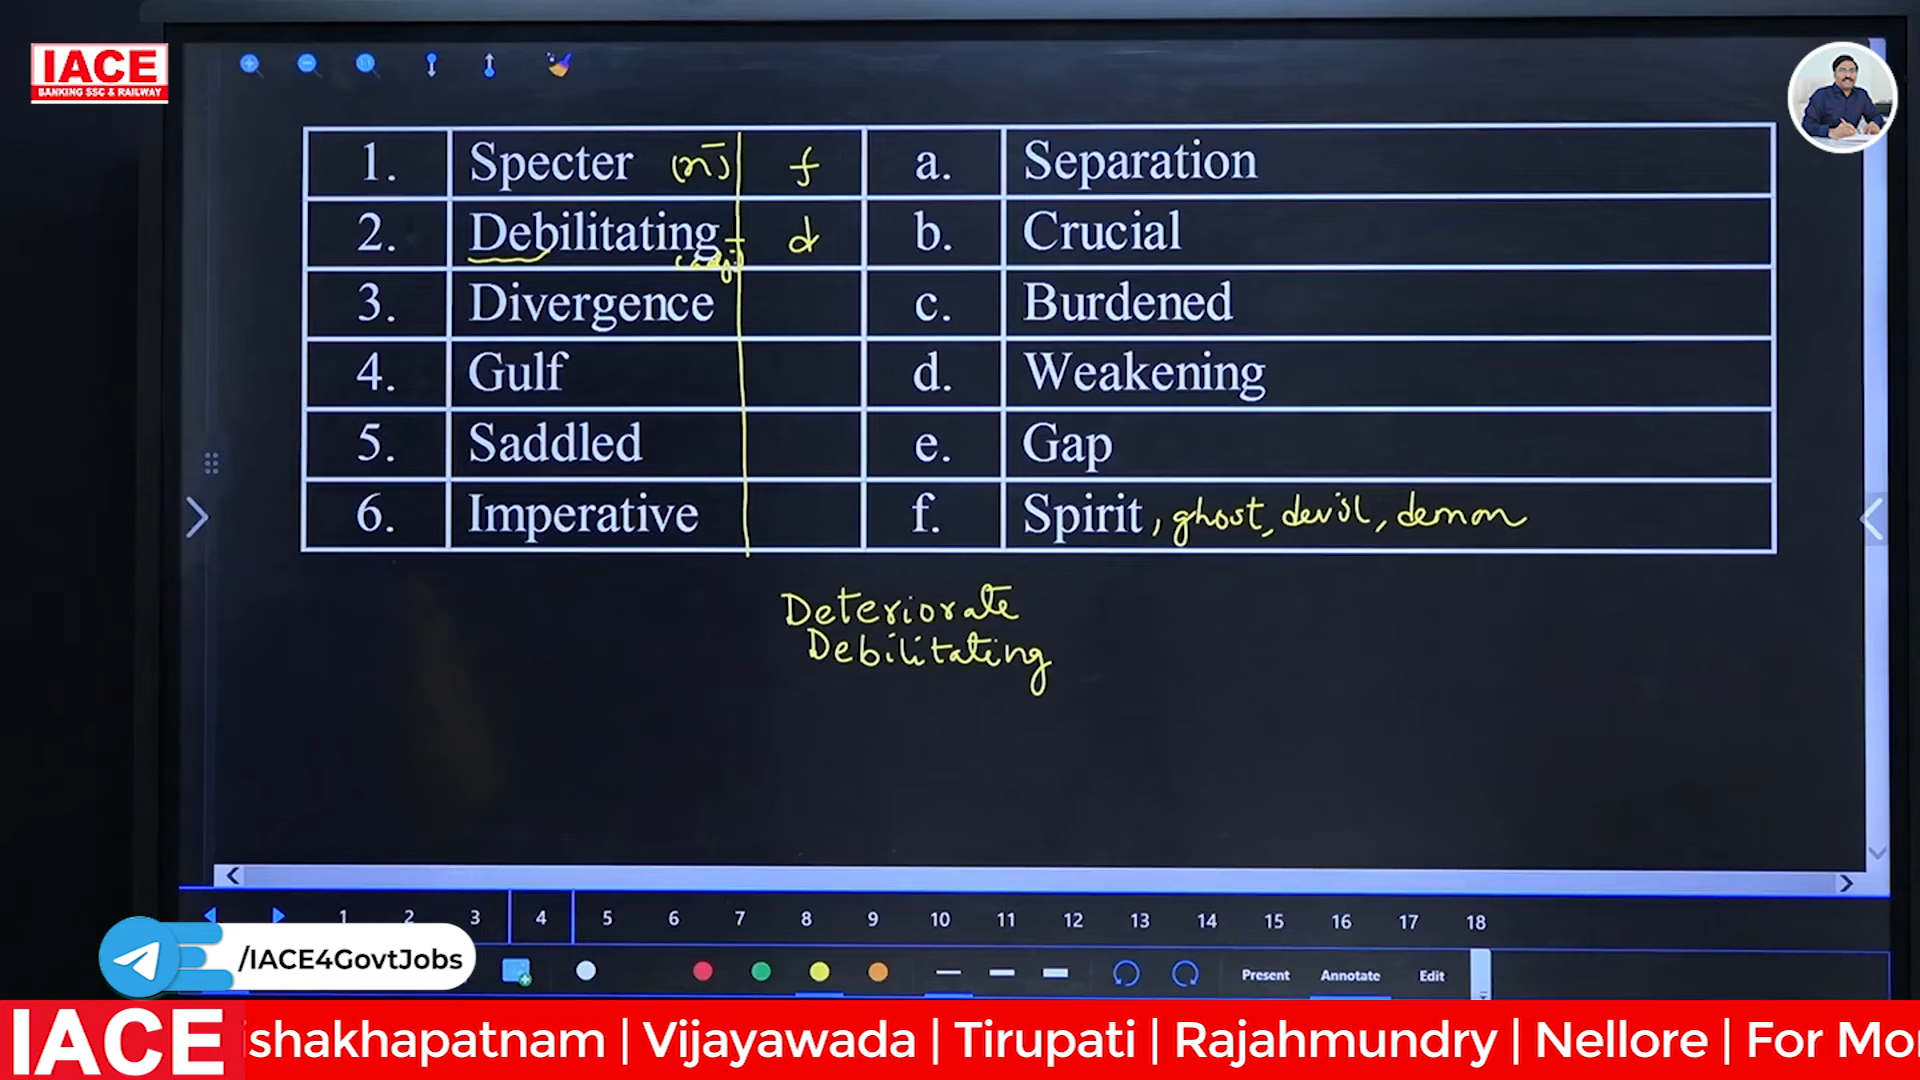 IACE
BANKING SSC & RAILWAY
1. Specter (n) f a. Separation
2. Debilitating (adj) d b. Crucial
3. Divergence c. Burdened
4. Gulf d. Weakening
5. Saddled e. Gap
6. Imperative f. Spirit, ghost, devil, demon
Deteriorate
Debilitating
1 2 3 4 5 6 7 8 9 10 11 12 13 14 15 16 17 18
/IACE4GovtJobs
Present Annotate Edit
IACE shakhapatnam | Vijayawada | Tirupati | Rajahmundry | Nellore | For Mo